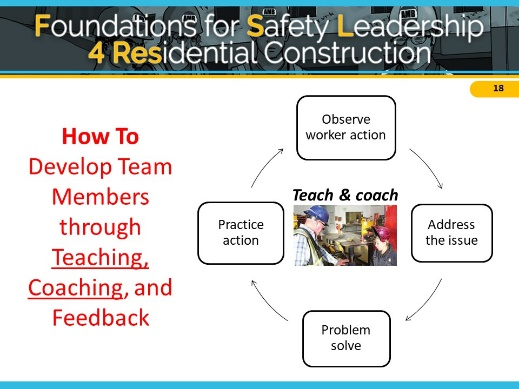 Foundations for Safety Leadership
4 Residential Construction
18
How To
Develop Team
Members
through
Teaching,
Coaching, and
Feedback
Observe
worker action
Teach & coach
Practice
action
Address
the issue
Problem
solve